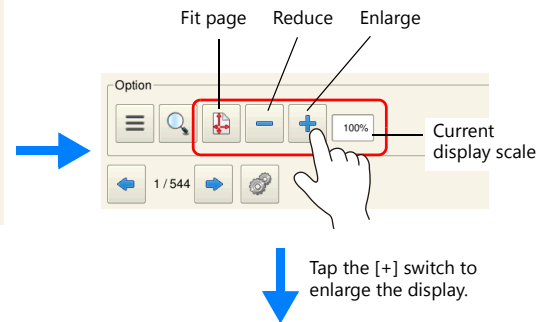 Fit page Reduce Enlarge
Option
100%
Current
display scale
1 / 544
Tap the [+] switch to
enlarge the display.